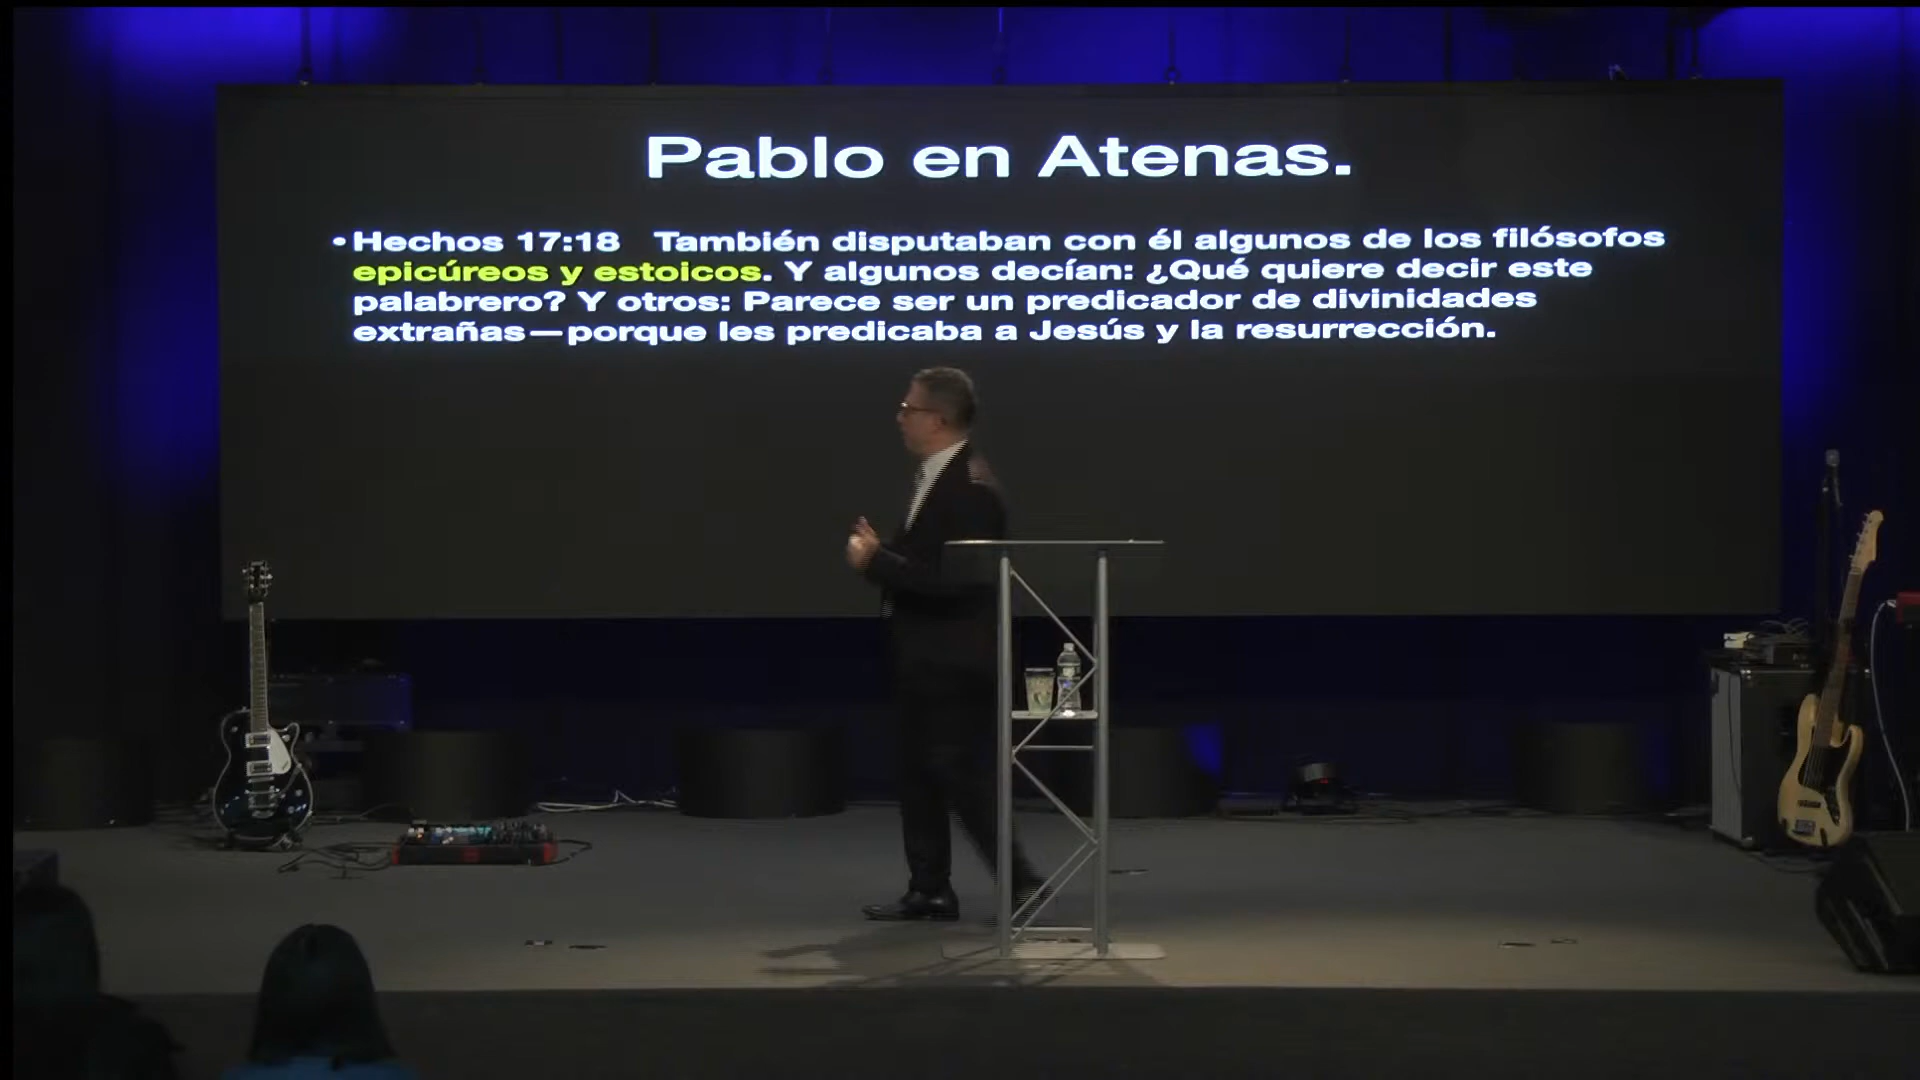 Pablo en Atenas.
•Hechos 17:18 También disputaban con él algunos de los filósofos
epicúreos y estoicos. Y algunos decían: ¿Qué quiere decir este
palabrero? Y otros: Parece ser un predicador de divinidades
extrañas—porque les predicaba a Jesús y la resurrección.